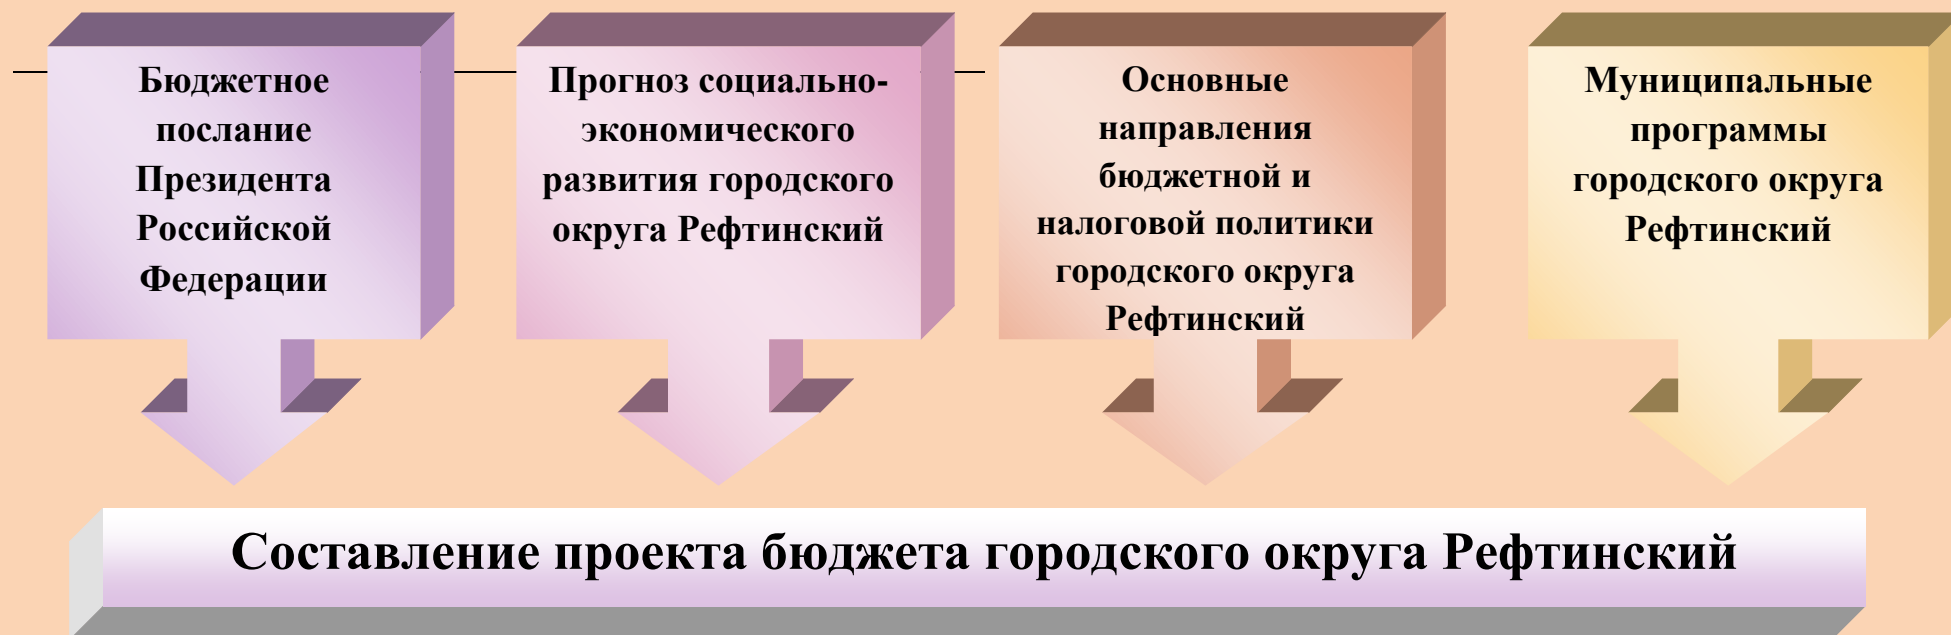 Бюджетное
послание
Президента
Российской
Федерации
Прогноз социально-
экономического
развития городского
округа Рефтинский
Основные
направления
бюджетной и
налоговой политики
городского округа
Рефтинский
Муниципальные
программы
городского округа
Рефтинский
Составление проекта бюджета городского округа Рефтинский